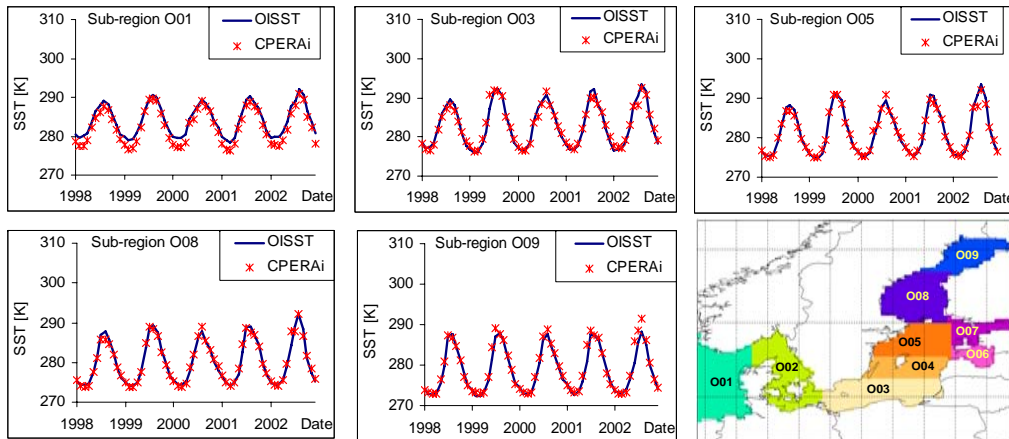 Sub-region O01
OISST
CPERAi
SST [K]
310
300
290
280
270
1998 1999 2000 2001 2002 Date
Sub-region O03
OISST
CPERAi
SST [K]
310
300
290
280
270
1998 1999 2000 2001 2002 Date
Sub-region O05
OISST
CPERAi
SST [K]
310
300
290
280
270
1998 1999 2000 2001 2002 Date
Sub-region O08
OISST
CPERAi
SST [K]
310
300
290
280
270
1998 1999 2000 2001 2002 Date
Sub-region O09
OISST
CPERAi
SST [K]
310
300
290
280
270
1998 1999 2000 2001 2002 Date
O09
O08
O07
O05
O06
O04
O02
O01
O03